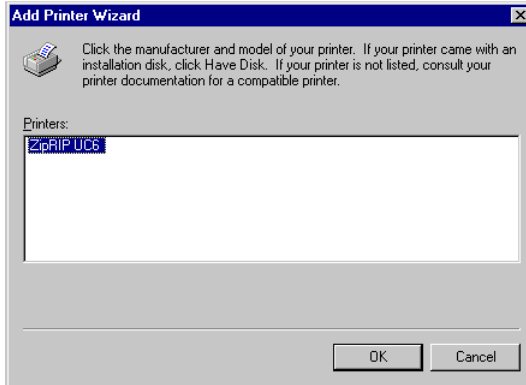 Add Printer Wizard
Click the manufacturer and model of your printer. If your printer came with an
installation disk, click Have Disk. If your printer is not listed, consult your
printer documentation for a compatible printer.
Printers:
ZipRIP UC6
OK
Cancel